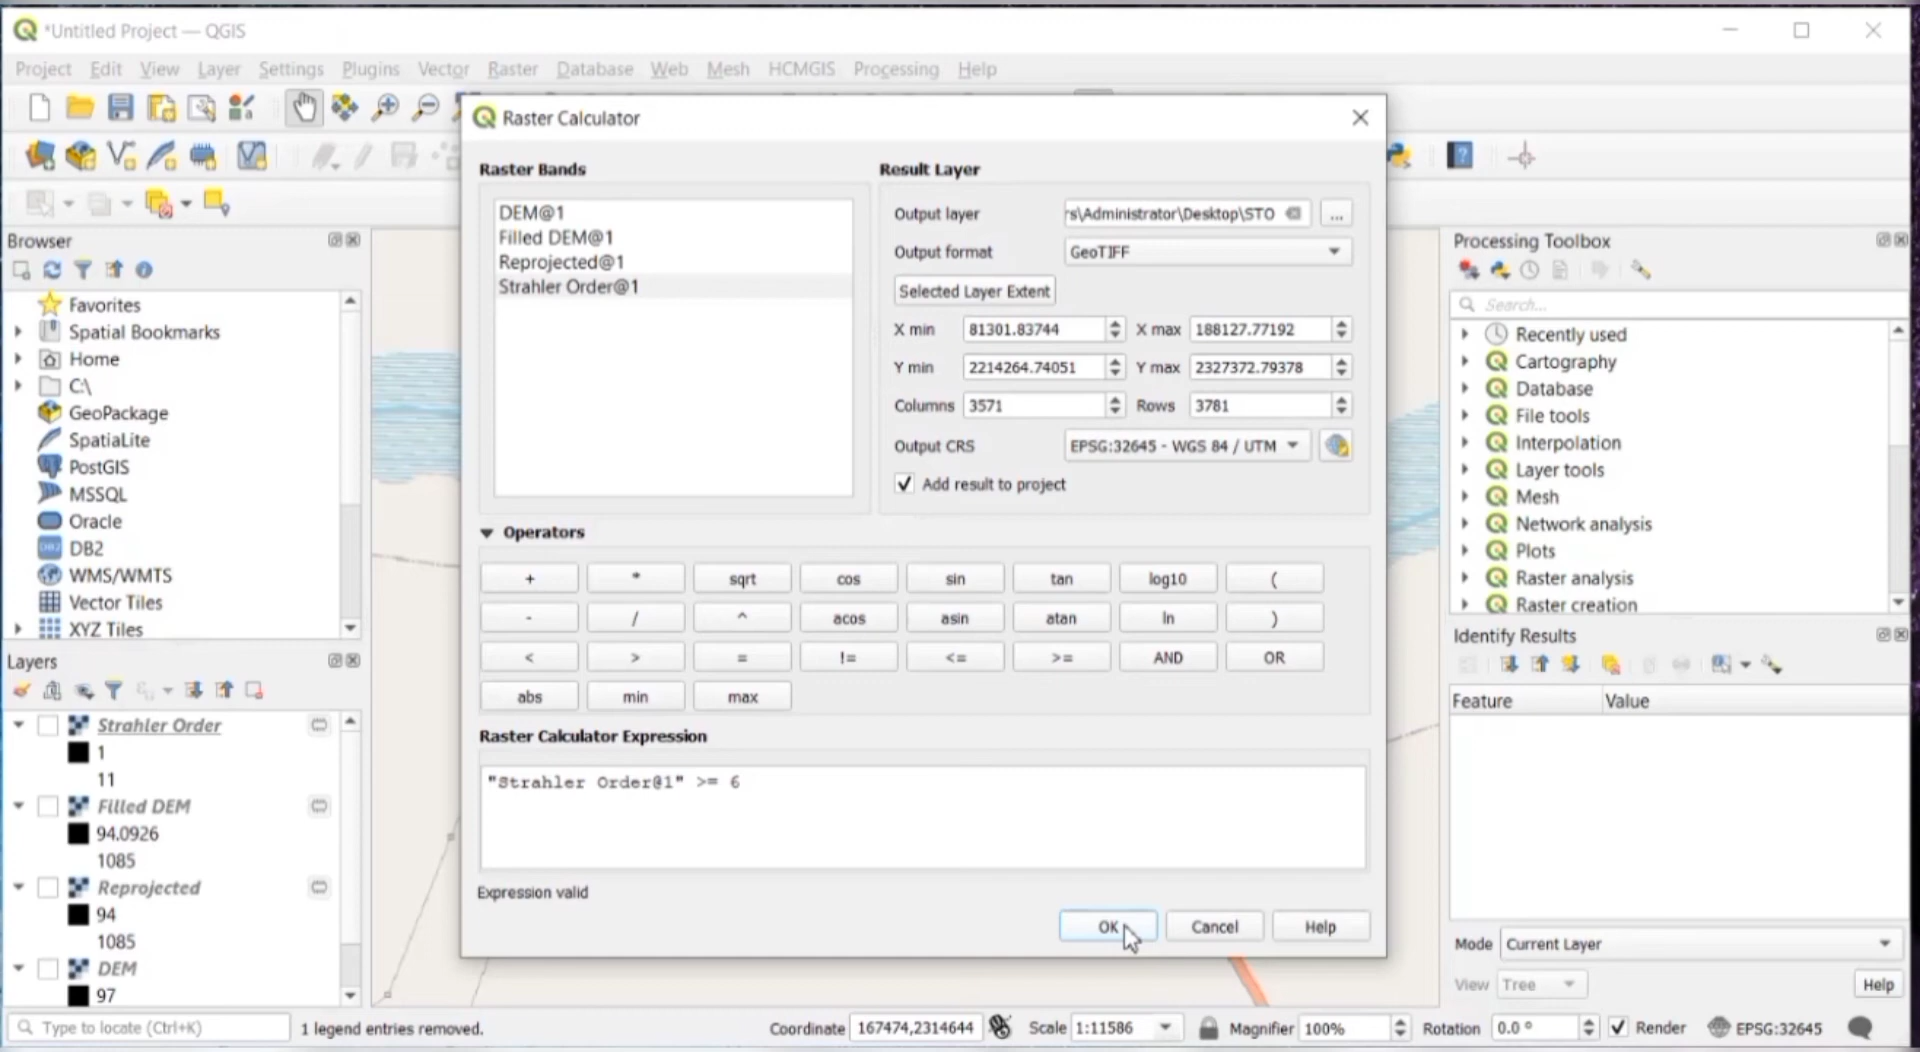 *Untitled Project — QGIS
Project Edit View Layer Settings Plugins Vector Raster Database Web Mesh HCMGIS Processing Help
Raster Calculator
Raster Bands
DEM@1
Filled DEM@1
Reprojected@1
Strahler Order@1
Result Layer
Output layer rs\Administrator\Desktop\STO ...
Output format GeoTIFF
Selected Layer Extent
X min 81301.83744 X max 188127.77192
Y min 2214264.74051 Y max 2327372.79378
Columns 3571 Rows 3781
Output CRS EPSG:32645 - WGS 84 / UTM
Add result to project
Operators
+ * sqrt cos sin tan log10 (
- / ^ acos asin atan ln )
< > = != <= >= AND OR
abs min max
Raster Calculator Expression
"Strahler Order@1" >= 6
Expression valid
OK Cancel Help
Browser
Favorites
Spatial Bookmarks
Home
C:\
GeoPackage
SpatiaLite
PostGIS
MSSQL
Oracle
DB2
WMS/WMTS
Vector Tiles
XYZ Tiles
Layers
Strahler Order
1
11
Filled DEM
94.0926
1085
Reprojected
94
1085
DEM
97
Processing Toolbox
Search...
Recently used
Cartography
Database
File tools
Interpolation
Layer tools
Mesh
Network analysis
Plots
Raster analysis
Raster creation
Identify Results
Feature Value
Mode Current Layer
View Tree Help
Type to locate (Ctrl+K) 1 legend entries removed. Coordinate 167474,2314644 Scale 1:11586 Magnifier 100% Rotation 0.0 ° Render EPSG:32645